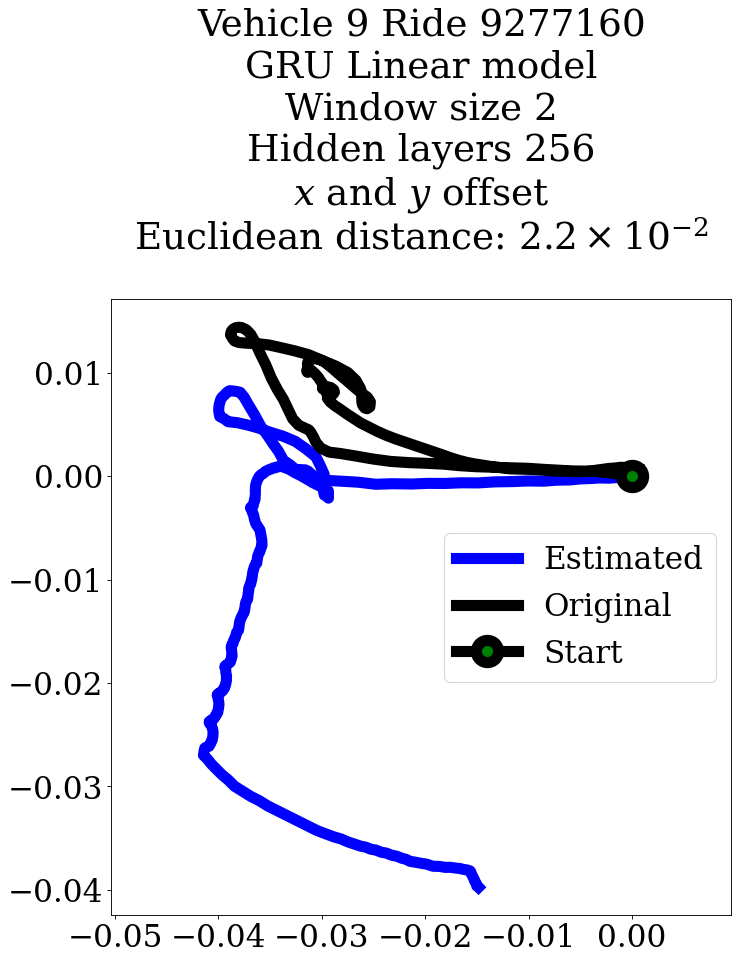 Vehicle 9 Ride 9277160
GRU Linear model
Window size 2
Hidden layers 256
x and y offset
Euclidean distance: 2.2 × 10⁻²
0.01
0.00
−0.01
−0.02
−0.03
−0.04
Estimated
Original
Start
−0.05 −0.04 −0.03 −0.02 −0.01 0.00